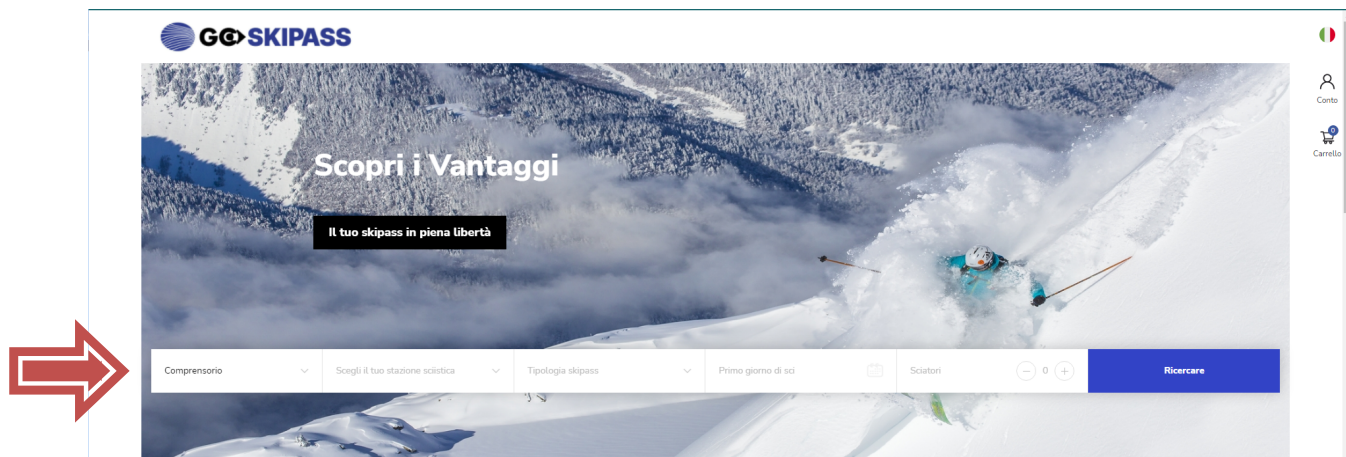 GO SKIPASS
Conto
0
Carrello
Scopri i Vantaggi
Il tuo skipass in piena libertà
Comprensorio
Scegli il tuo stazione sciistica
Tipologia skipass
Primo giorno di sci
Sciatori
0
Ricercare